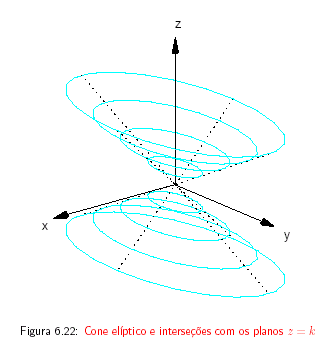 z
x
y
Figura 6.22: Cone elíptico e interseções com os planos z = k